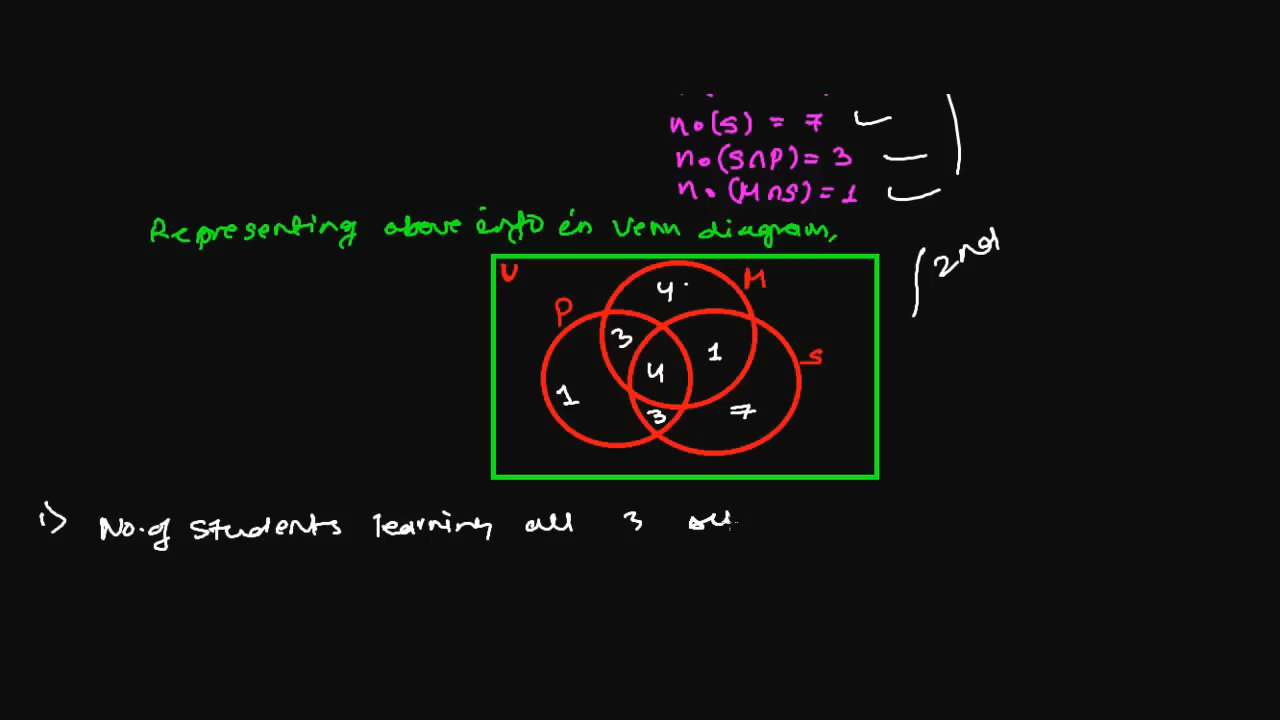 n.(S) = 7
n.(S∩P) = 3
n.(M∩S) = 1
Representing above info in Venn diagram,
2nd
U
4
M
P
3
1
S
4
1
3
7
i) No. of students learning all 3 su